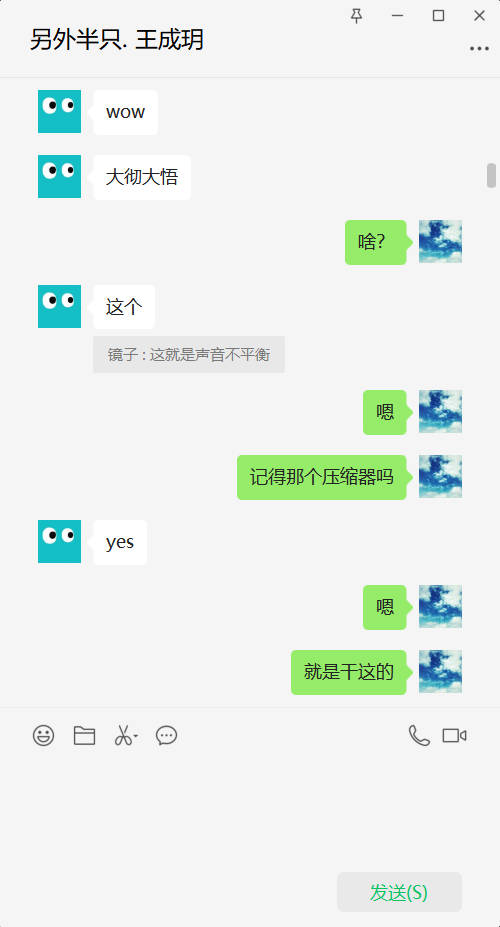 另外半只. 王成玥
wow
大彻大悟
啥?
这个
镜子 : 这就是声音不平衡
嗯
记得那个压缩器吗
yes
嗯
就是干这的
发送(S)